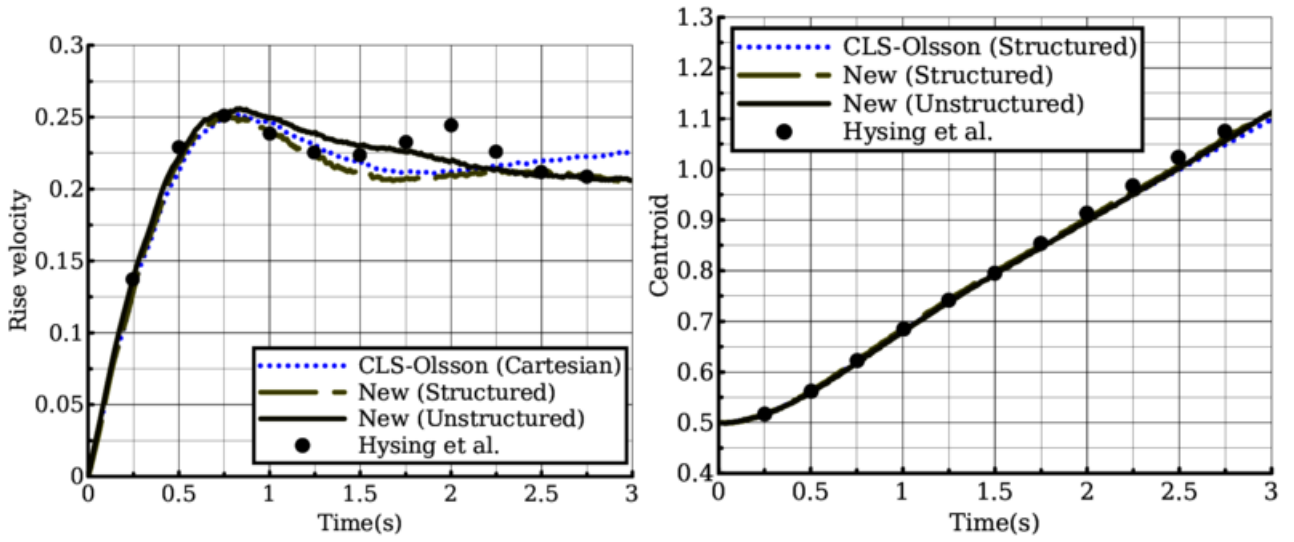 0.3
0.25
0.2
0.15
0.1
0.05
0
Rise velocity
CLS-Olsson (Cartesian)
New (Structured)
New (Unstructured)
Hysing et al.
0 0.5 1 1.5 2 2.5 3
Time(s)
1.3
1.2
1.1
1.0
0.9
0.8
0.7
0.6
0.5
0.4
Centroid
CLS-Olsson (Structured)
New (Structured)
New (Unstructured)
Hysing et al.
0 0.5 1 1.5 2 2.5 3
Time(s)